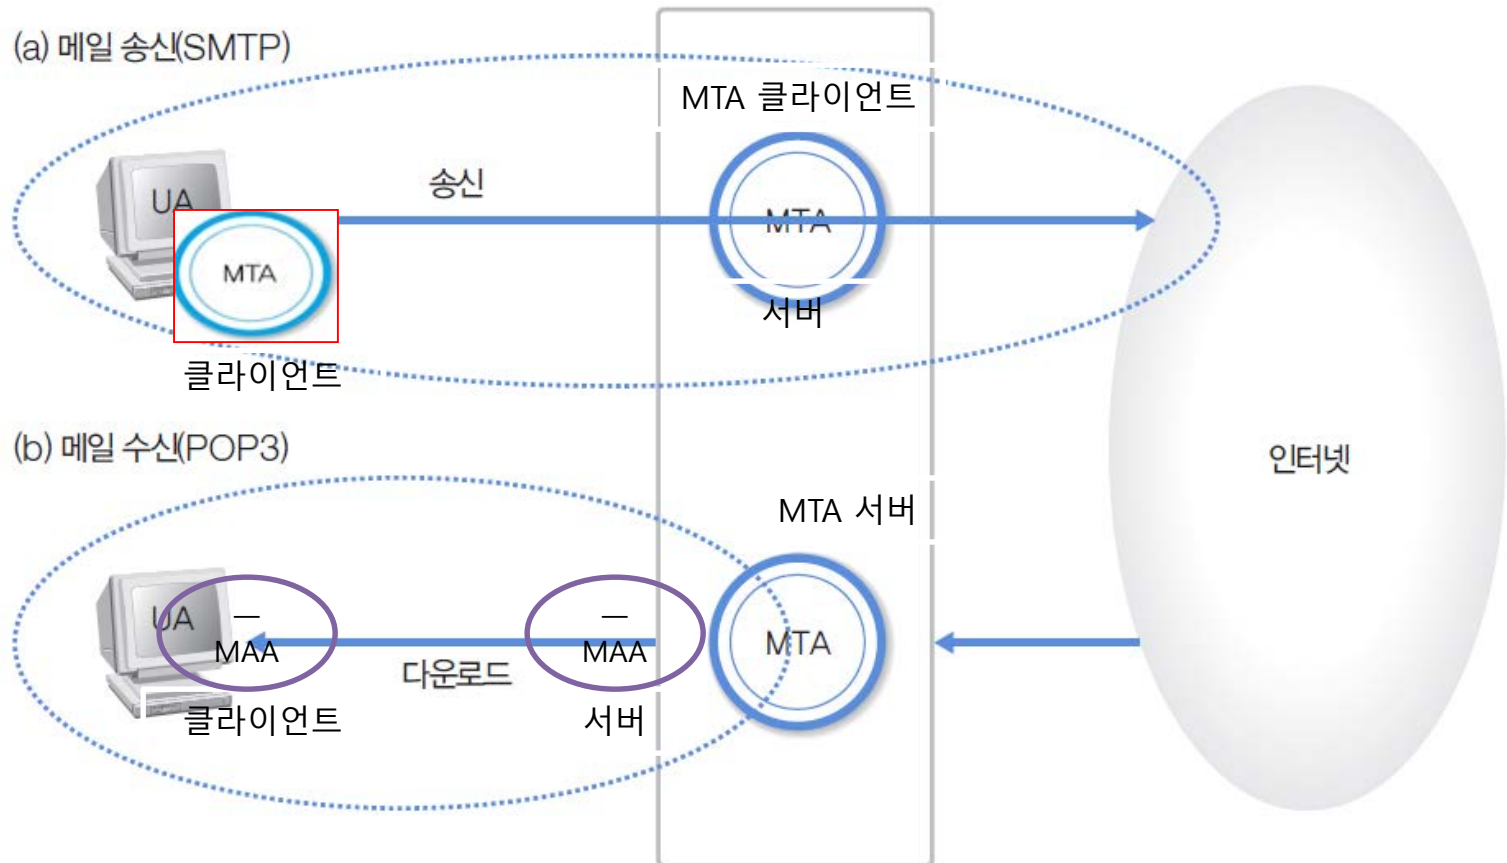 (a) 메일 송신(SMTP)
MTA 클라이언트
UA
송신
MTA
MTA
서버
클라이언트
(b) 메일 수신(POP3)
인터넷
MTA 서버
UA
MAA
MAA
MTA
다운로드
클라이언트
서버